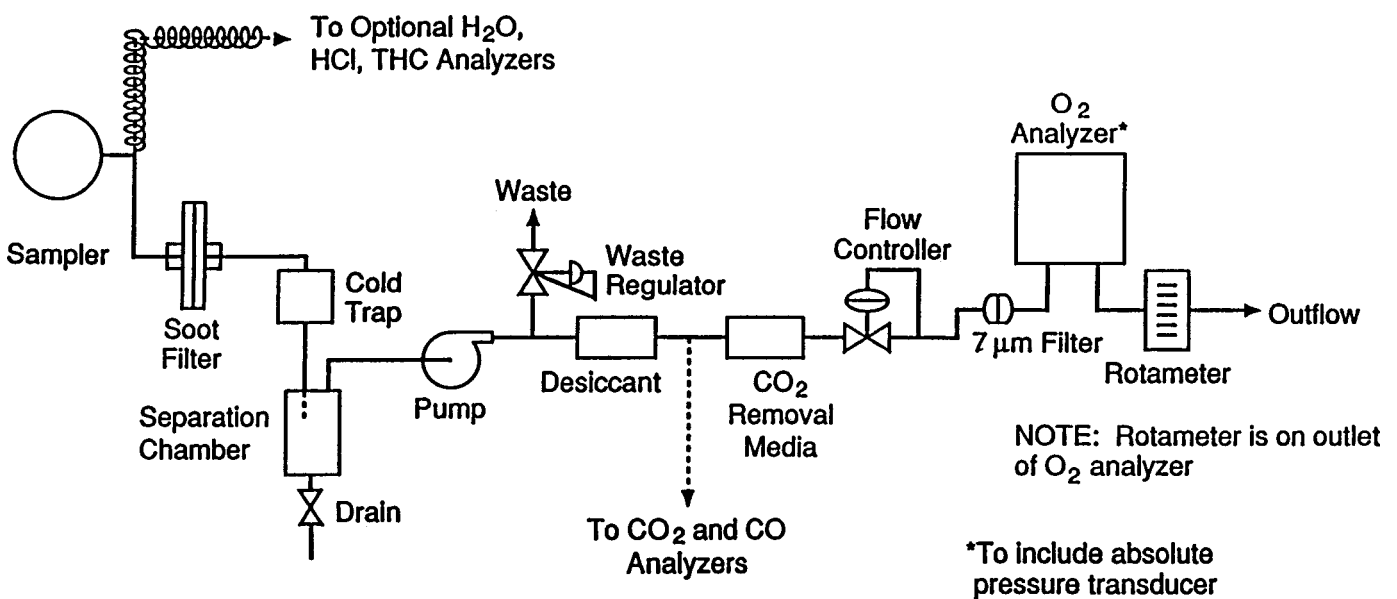 To Optional H₂O,
HCl, THC Analyzers
Sampler
Soot
Filter
Cold
Trap
Separation
Chamber
Drain
Pump
Waste
Waste
Regulator
Desiccant
To CO₂ and CO
Analyzers
CO₂
Removal
Media
Flow
Controller
7 μm Filter
O₂
Analyzer*
Rotameter
Outflow
NOTE: Rotameter is on outlet
of O₂ analyzer
*To include absolute
pressure transducer